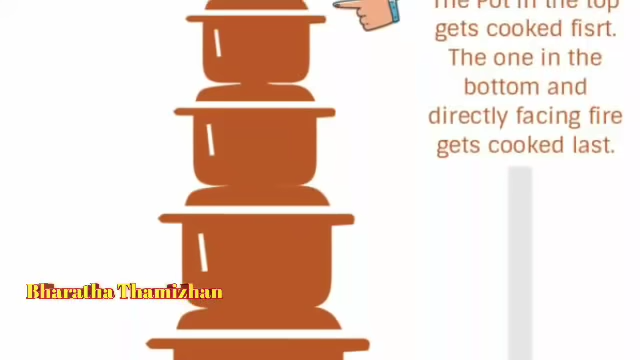 The Pot in the top
gets cooked fisrt.
The one in the
bottom and
directly facing fire
gets cooked last.
Bharatha Thamizhan